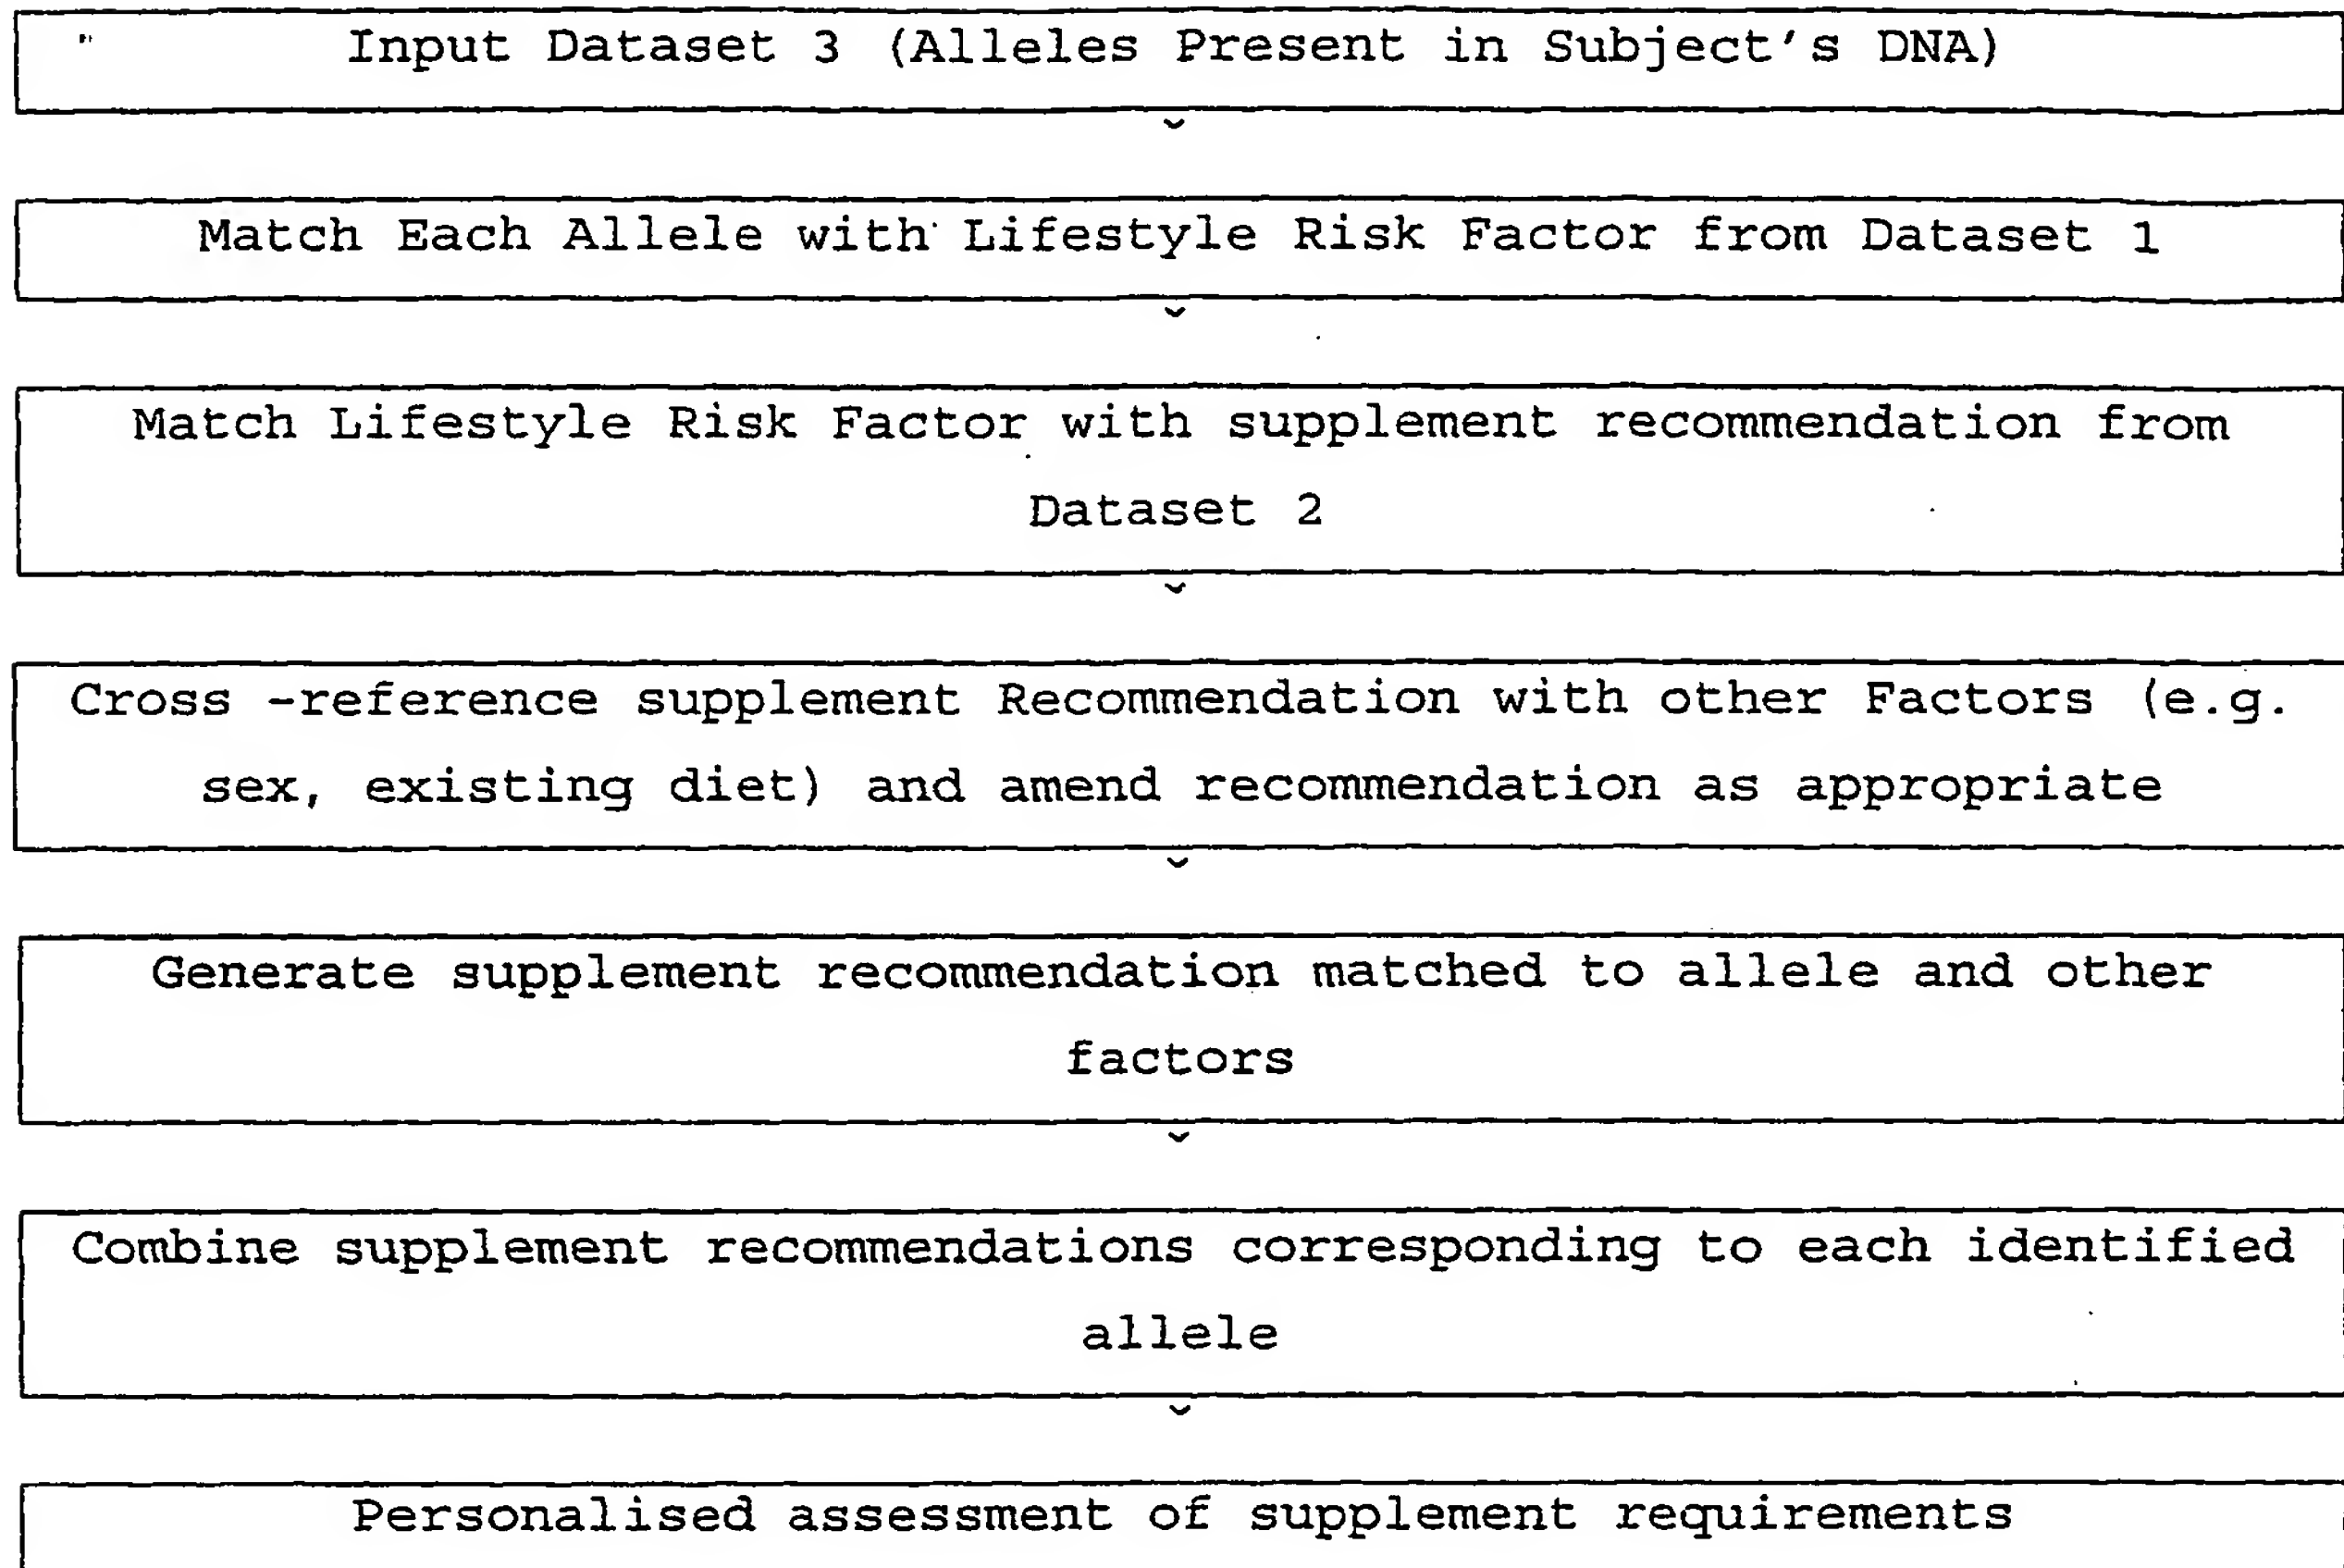 Input Dataset 3 (Alleles Present in Subject's DNA)
Match Each Allele with Lifestyle Risk Factor from Dataset 1
Match Lifestyle Risk Factor with supplement recommendation from
Dataset 2
Cross -reference supplement Recommendation with other Factors (e.g.
sex, existing diet) and amend recommendation as appropriate
Generate supplement recommendation matched to allele and other
factors
Combine supplement recommendations corresponding to each identified
allele
Personalised assessment of supplement requirements